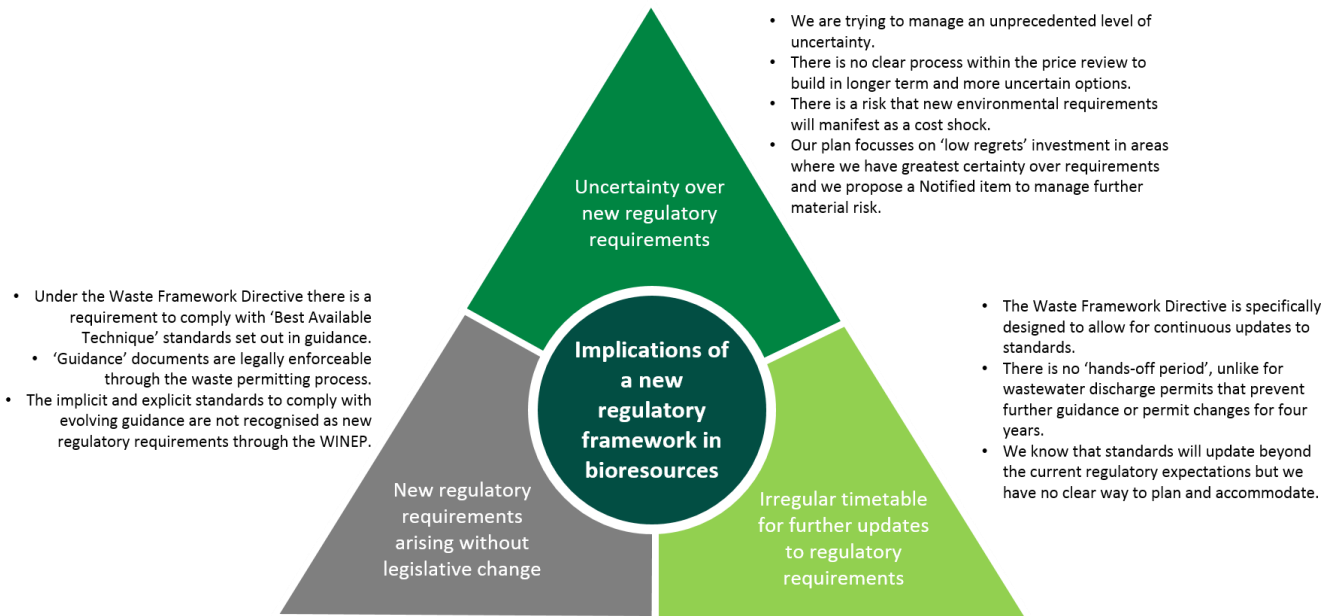 • We are trying to manage an unprecedented level of
uncertainty.
• There is no clear process within the price review to
build in longer term and more uncertain options.
• There is a risk that new environmental requirements
will manifest as a cost shock.
• Our plan focusses on ‘low regrets’ investment in areas
where we have greatest certainty over requirements
and we propose a Notified item to manage further
material risk.
Uncertainty over
new regulatory
requirements
• Under the Waste Framework Directive there is a
requirement to comply with ‘Best Available
Technique’ standards set out in guidance.
• ‘Guidance’ documents are legally enforceable
through the waste permitting process.
• The implicit and explicit standards to comply with
evolving guidance are not recognised as new
regulatory requirements through the WINEP.
Implications of
a new
regulatory
framework in
bioresources
• The Waste Framework Directive is specifically
designed to allow for continuous updates to
standards.
• There is no ‘hands-off period’, unlike for
wastewater discharge permits that prevent
further guidance or permit changes for four
years.
• We know that standards will update beyond
the current regulatory expectations but we
have no clear way to plan and accommodate.
New regulatory
requirements
arising without
legislative change
Irregular timetable
for further updates
to regulatory
requirements